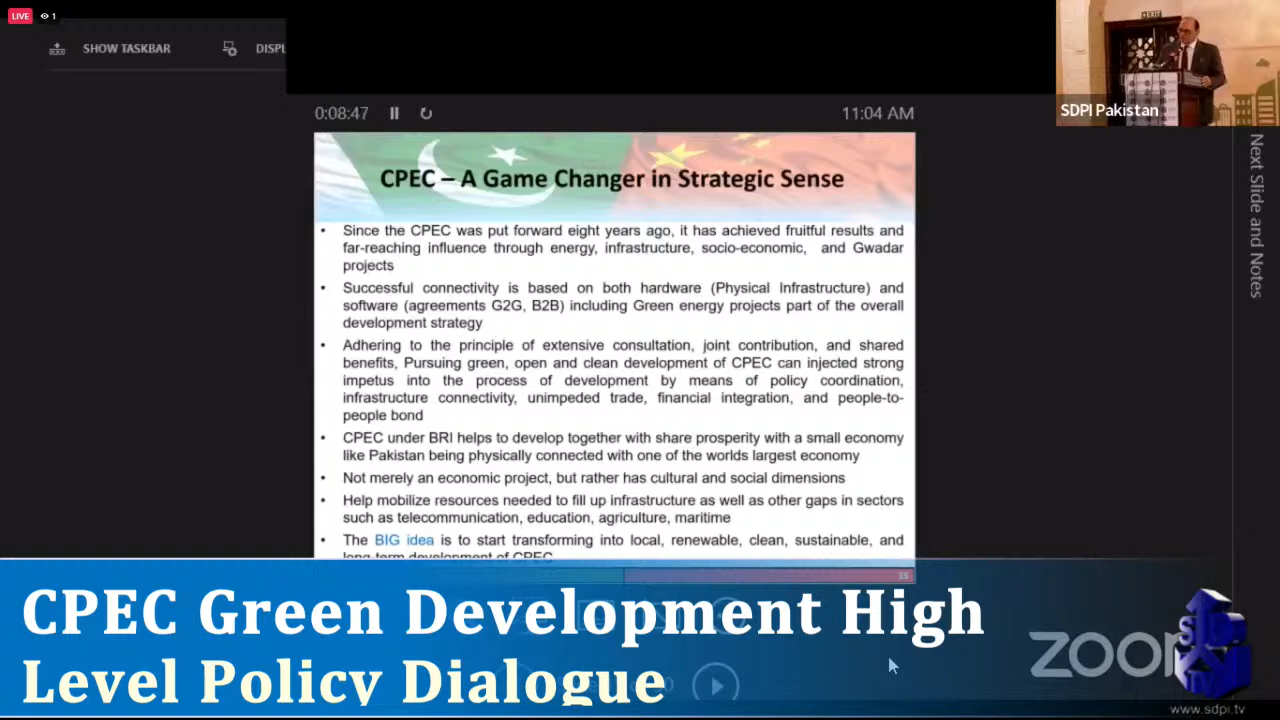 LIVE 1
SHOW TASKBAR
DISPL
EXIT
SDPI Pakistan
0:08:47
11:04 AM
Next Slide and Notes
CPEC – A Game Changer in Strategic Sense
• Since the CPEC was put forward eight years ago, it has achieved fruitful results and
far-reaching influence through energy, infrastructure, socio-economic, and Gwadar
projects
• Successful connectivity is based on both hardware (Physical Infrastructure) and
software (agreements G2G, B2B) including Green energy projects part of the overall
development strategy
• Adhering to the principle of extensive consultation, joint contribution, and shared
benefits, Pursuing green, open and clean development of CPEC can injected strong
impetus into the process of development by means of policy coordination,
infrastructure connectivity, unimpeded trade, financial integration, and people-to-
people bond
• CPEC under BRI helps to develop together with share prosperity with a small economy
like Pakistan being physically connected with one of the worlds largest economy
• Not merely an economic project, but rather has cultural and social dimensions
• Help mobilize resources needed to fill up infrastructure as well as other gaps in sectors
such as telecommunication, education, agriculture, maritime
• The BIG idea is to start transforming into local, renewable, clean, sustainable, and
long-term development of CPEC
15
CPEC Green Development High
Level Policy Dialogue
zoom
www.sdpi.tv